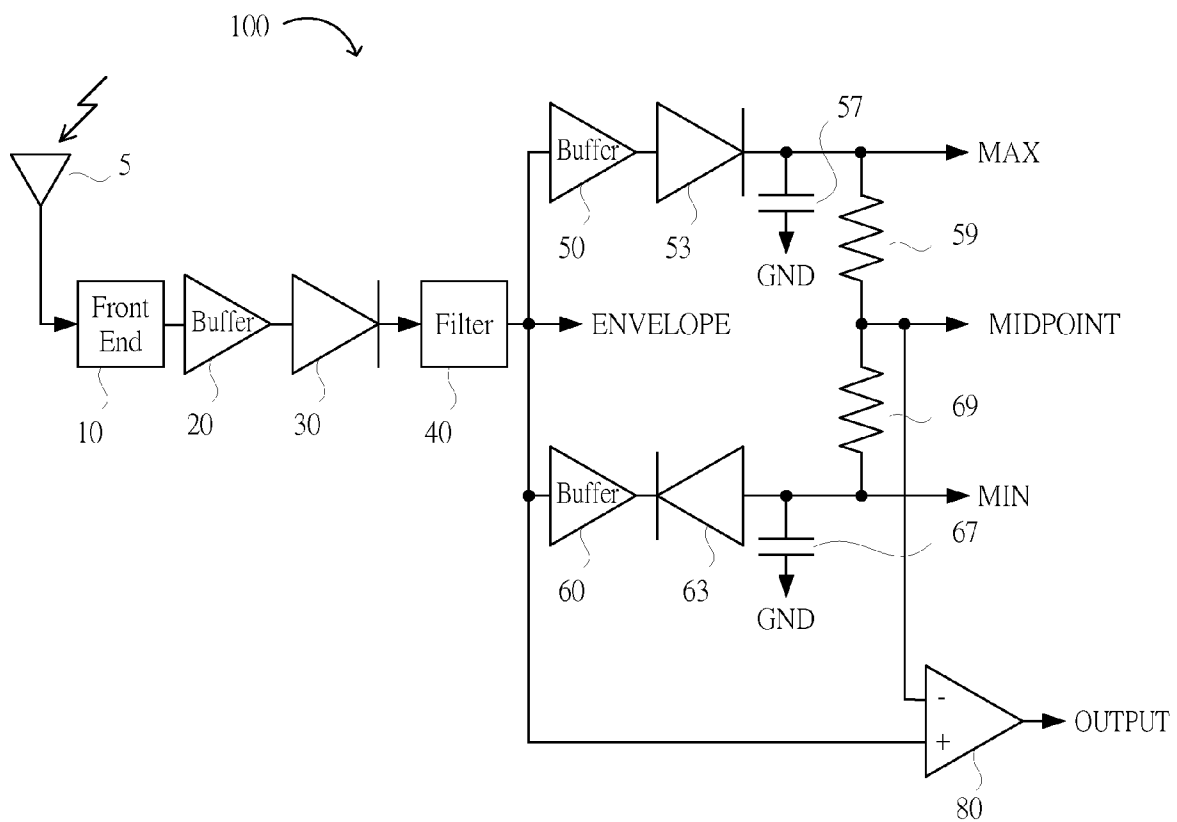 100
5
57
Buffer
MAX
50
53
59
GND
Front
End
Buffer
Filter
ENVELOPE
MIDPOINT
10
20
30
40
69
Buffer
MIN
67
60
63
GND
-
+
OUTPUT
80